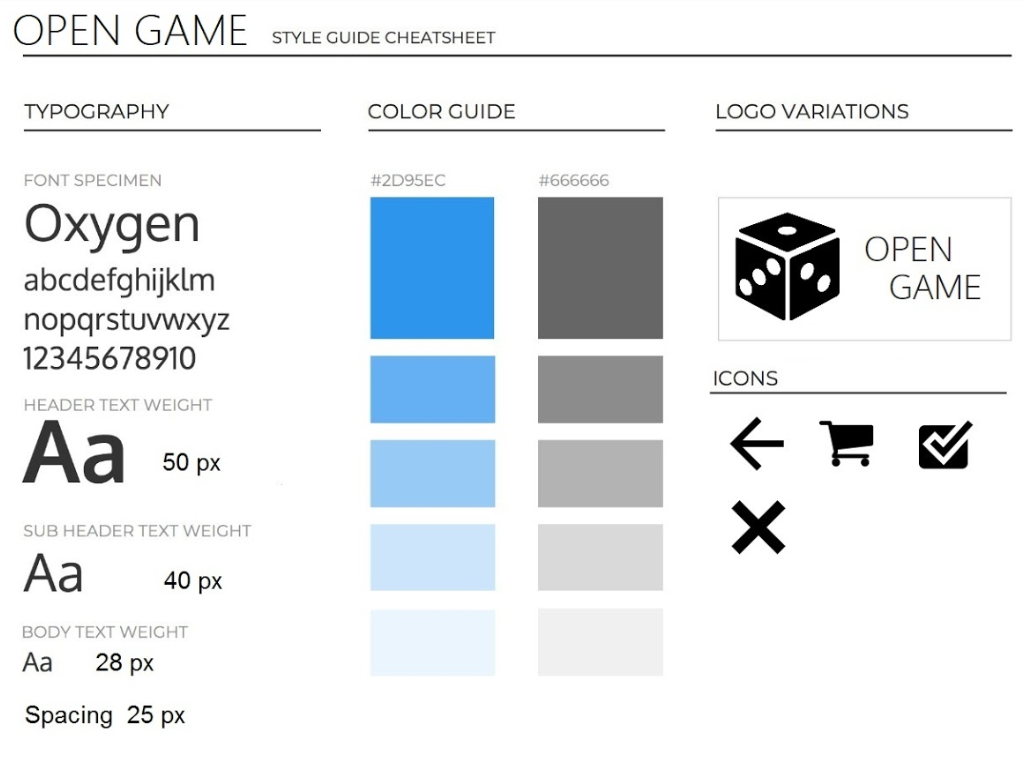 OPEN GAME STYLE GUIDE CHEATSHEET
TYPOGRAPHY
FONT SPECIMEN
Oxygen
abcdefghijklm
nopqrstuvwxyz
12345678910
HEADER TEXT WEIGHT
Aa 50 px
SUB HEADER TEXT WEIGHT
Aa 40 px
BODY TEXT WEIGHT
Aa 28 px
Spacing 25 px
COLOR GUIDE
#2D95EC #666666
LOGO VARIATIONS
OPEN
GAME
ICONS